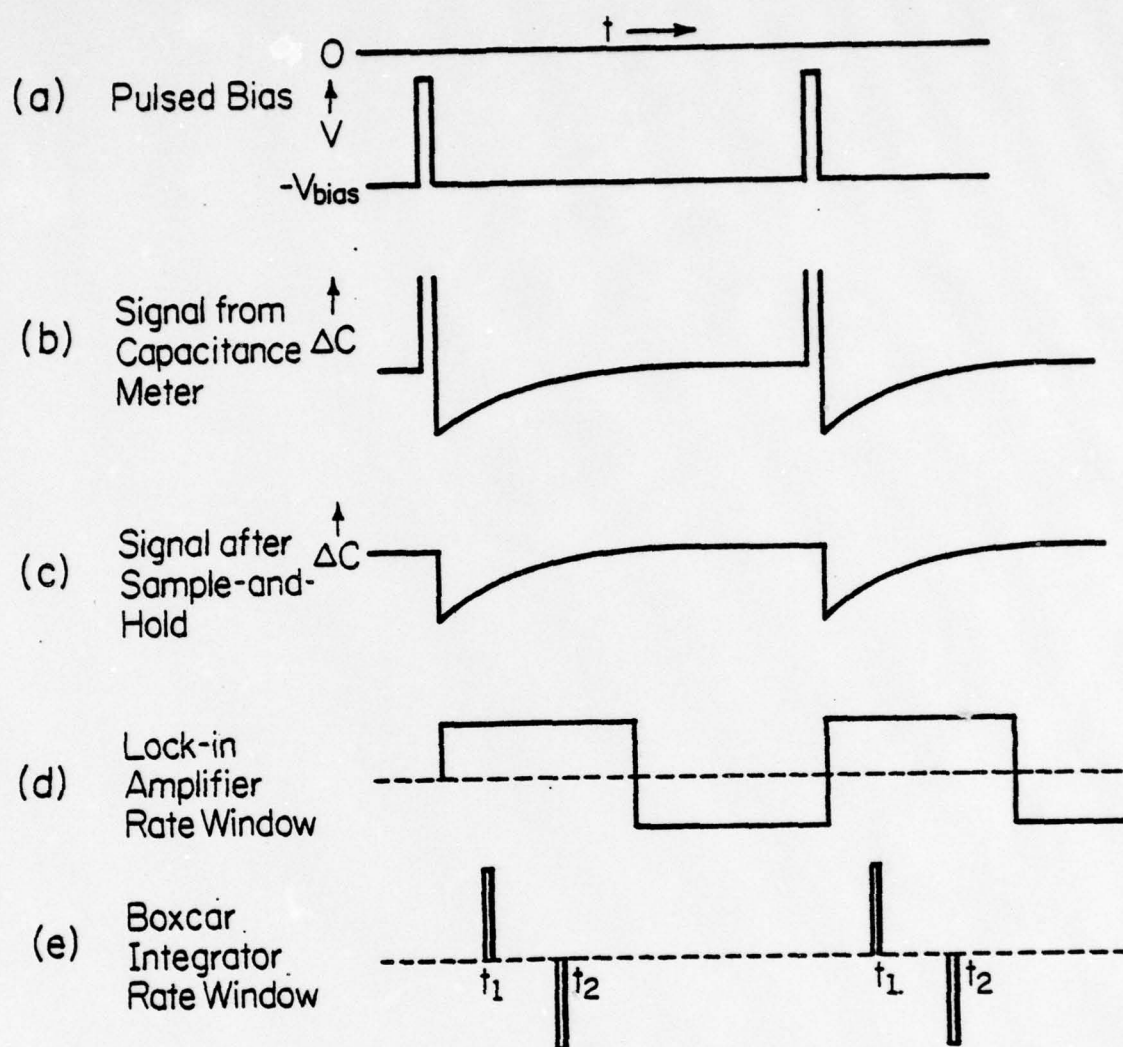 t →
O
(a) Pulsed Bias ↑
V
-Vbias
(b) Signal from ↑
Capacitance ΔC
Meter
(c) Signal after ↑
Sample-and- ΔC
Hold
(d) Lock-in
Amplifier
Rate Window
(e) Boxcar
Integrator
Rate Window
t1 t2 t1 t2